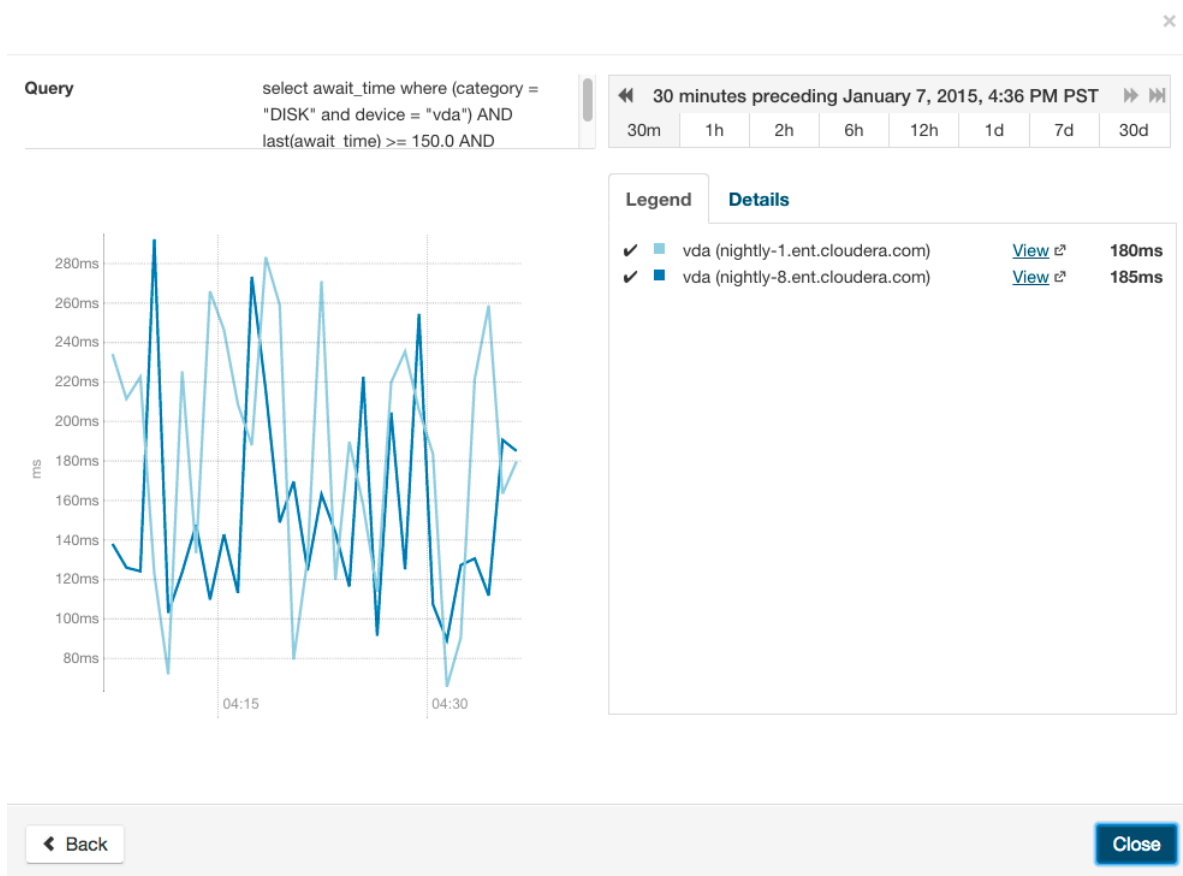 ×
Query
select await_time where (category =
"DISK" and device = "vda") AND
last(await_time) >= 150.0 AND
30 minutes preceding January 7, 2015, 4:36 PM PST
30m 1h 2h 6h 12h 1d 7d 30d
Legend Details
✔ vda (nightly-1.ent.cloudera.com) View 180ms
✔ vda (nightly-8.ent.cloudera.com) View 185ms
280ms
260ms
240ms
220ms
200ms
180ms
160ms
140ms
120ms
100ms
80ms
ms
04:15 04:30
Back
Close